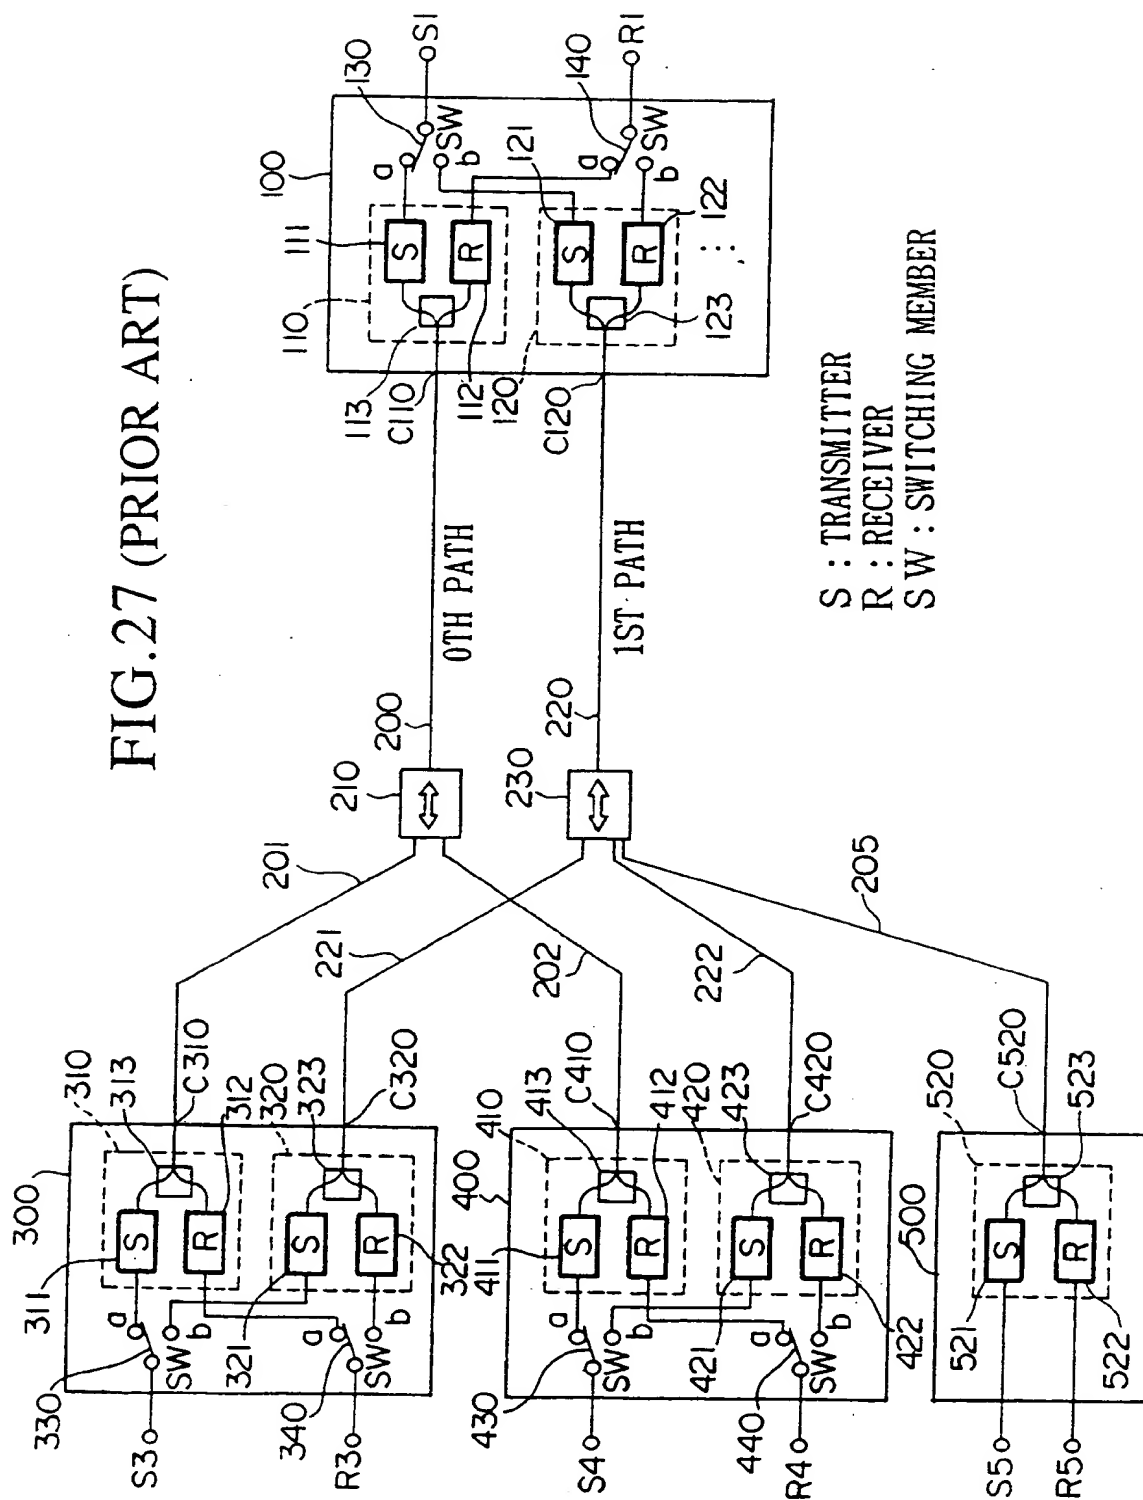 FIG.27 (PRIOR ART)
300
311
330
S3
SW
a
b
310
313
C310
312
320
323
C320
321
322
340
R3
SW
a
b
S
R
S
R
201
221
400
411
430
S4
SW
a
b
410
413
C410
412
420
423
C420
421
422
440
R4
SW
a
b
S
R
S
R
202
222
500
S5
R5
521
522
520
C520
523
S
R
205
210
200
0TH PATH
230
220
1ST PATH
100
110
111
113
C110
112
120
C120
121
122
123
S
R
S
R
a
b
SW
130
S1
a
b
SW
140
R1
S : TRANSMITTER
R : RECEIVER
SW : SWITCHING MEMBER